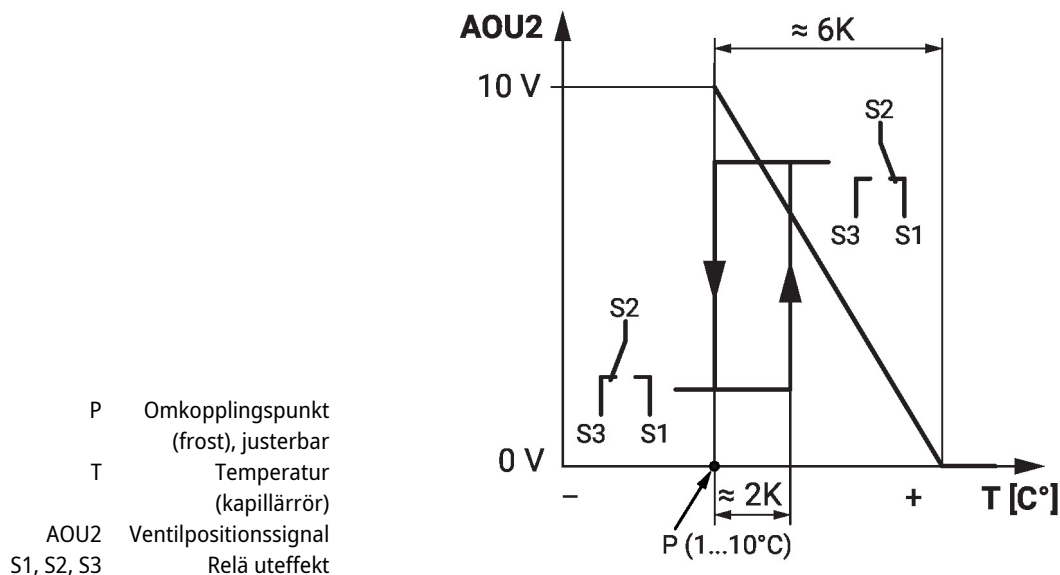 AOU2
≈ 6K
10 V
S2
S3 S1
S2
S3 S1
0 V
– + T [C°]
≈ 2K
P (1...10°C)
P Omkopplingspunkt
(frost), justerbar
T Temperatur
(kapillärrör)
AOU2 Ventilpositionssignal
S1, S2, S3 Relä uteffekt